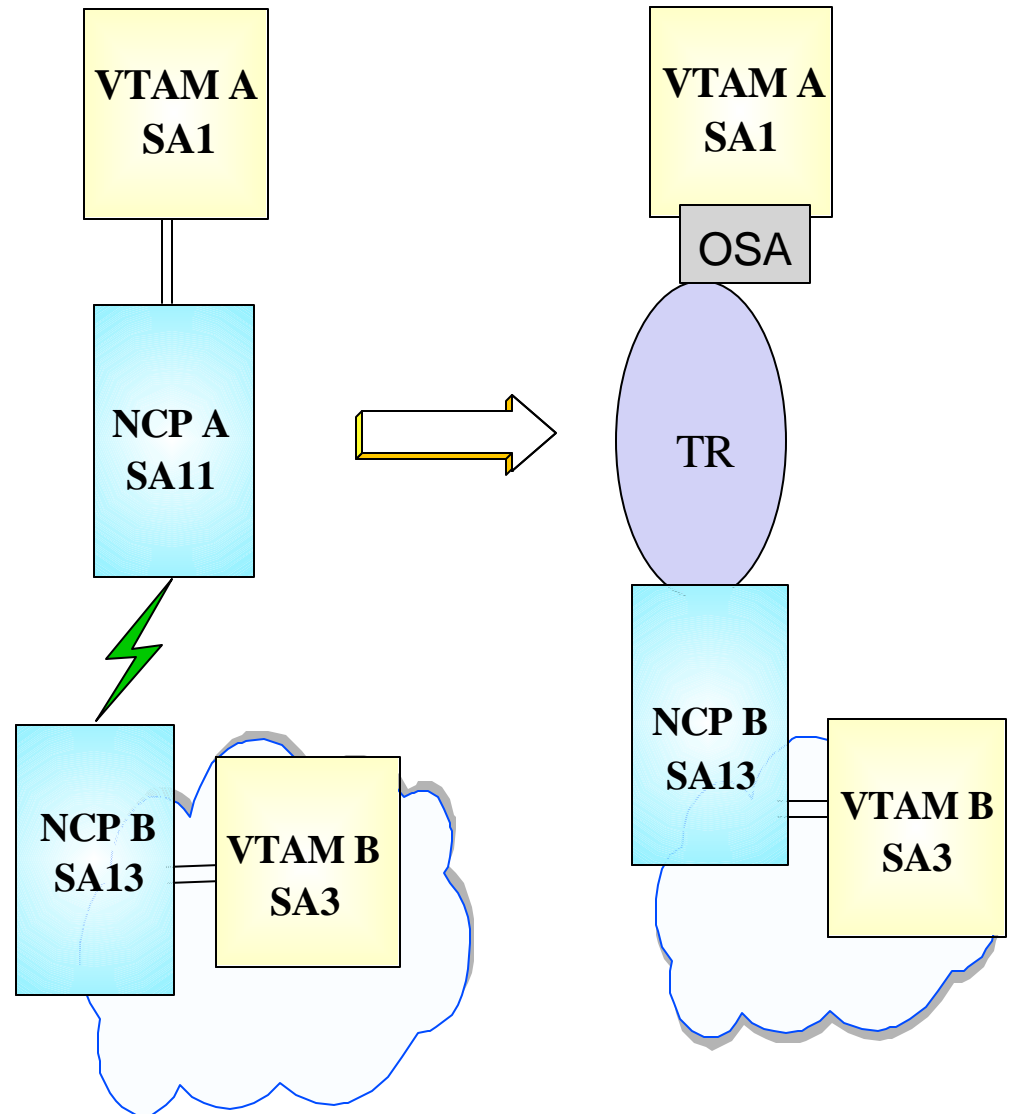 VTAM A
SA1
NCP A
SA11
NCP B
SA13
VTAM B
SA3
VTAM A
SA1
OSA
TR
NCP B
SA13
VTAM B
SA3